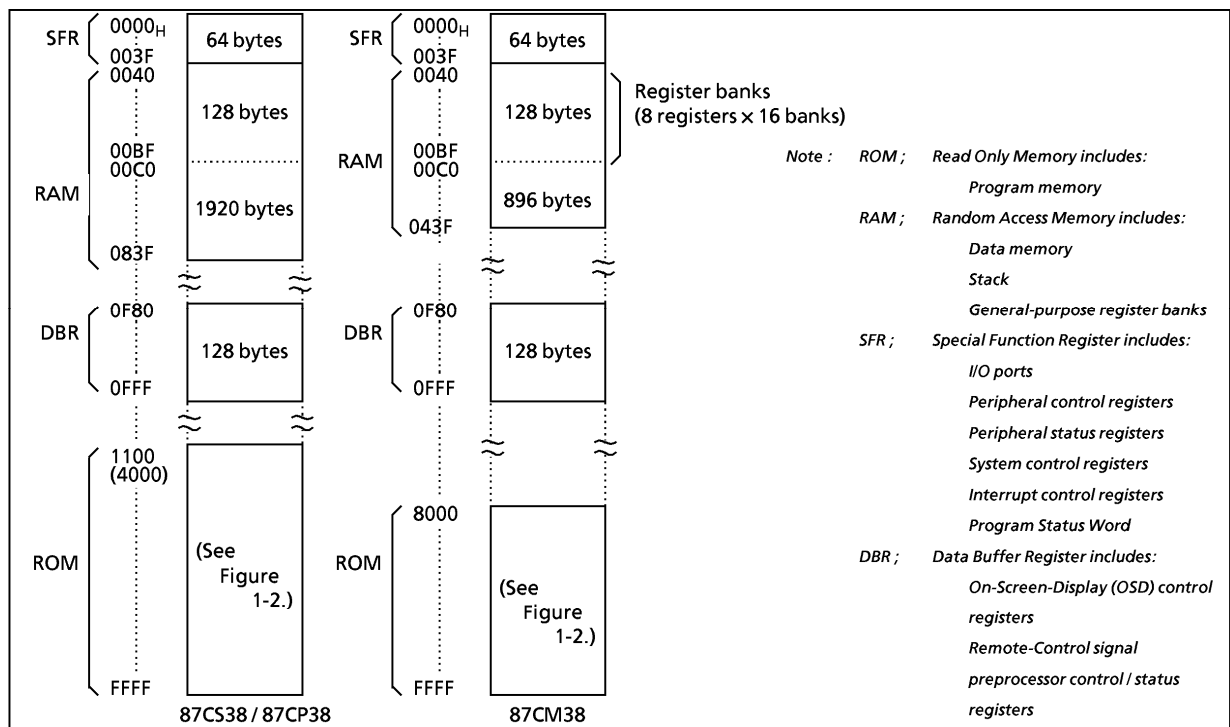 SFR
0000H
003F
64 bytes
RAM
0040
00BF
00C0
083F
128 bytes
1920 bytes
DBR
0F80
0FFF
128 bytes
ROM
1100
(4000)
FFFF
(See
Figure
1-2.)
87CS38 / 87CP38
SFR
0000H
003F
64 bytes
RAM
0040
00BF
00C0
043F
128 bytes
896 bytes
Register banks
(8 registers × 16 banks)
DBR
0F80
0FFF
128 bytes
ROM
8000
FFFF
(See
Figure
1-2.)
87CM38
Note : ROM ; Read Only Memory includes:
Program memory
RAM ; Random Access Memory includes:
Data memory
Stack
General-purpose register banks
SFR ; Special Function Register includes:
I/O ports
Peripheral control registers
Peripheral status registers
System control registers
Interrupt control registers
Program Status Word
DBR ; Data Buffer Register includes:
On-Screen-Display (OSD) control
registers
Remote-Control signal
preprocessor control / status
registers